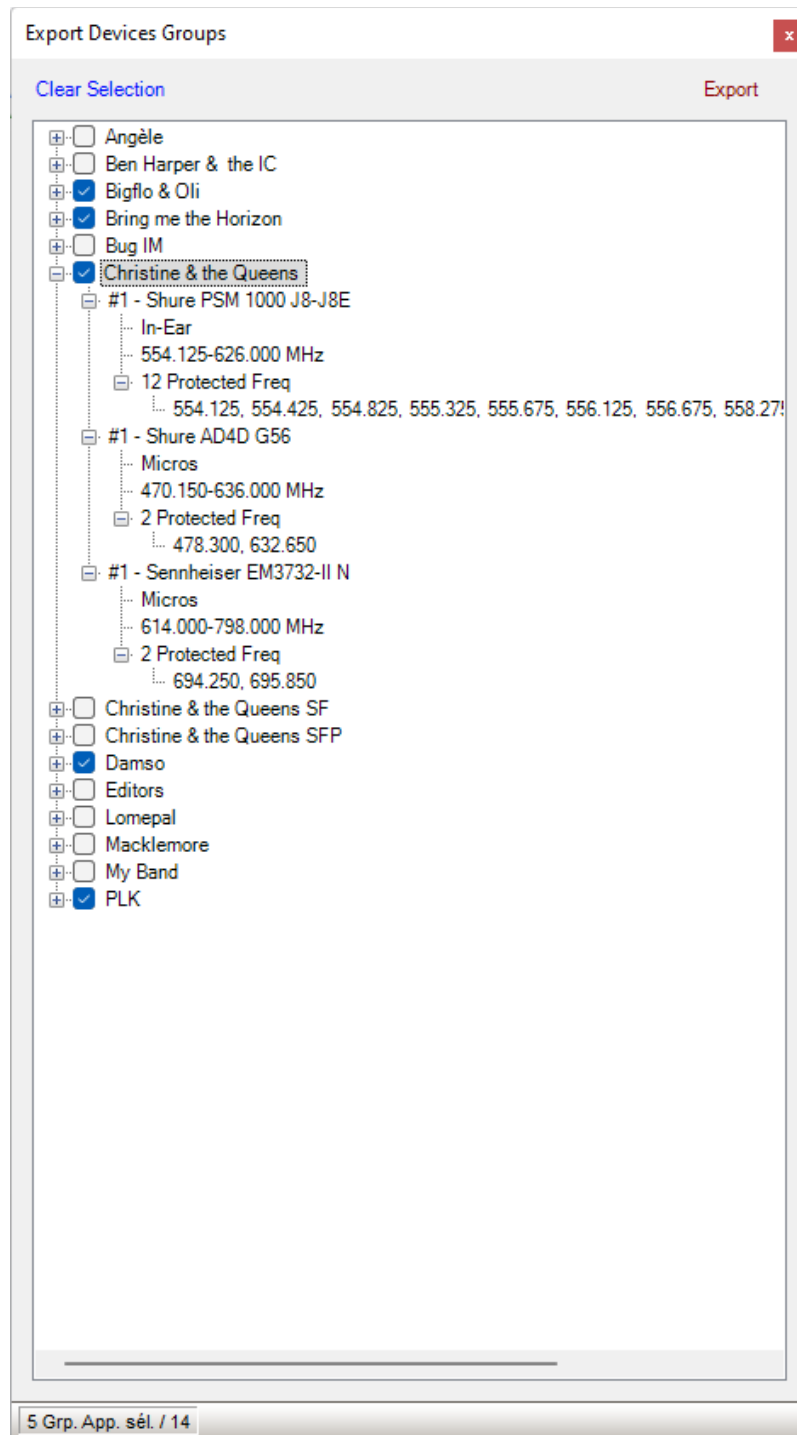 Export Devices Groups
x
Clear Selection Export
Angèle
Ben Harper & the IC
Bigflo & Oli
Bring me the Horizon
Bug IM
Christine & the Queens
#1 - Shure PSM 1000 J8-J8E
In-Ear
554.125-626.000 MHz
12 Protected Freq
554.125, 554.425, 554.825, 555.325, 555.675, 556.125, 556.675,
#1 - Shure AD4D G56
Micros
470.150-636.000 MHz
2 Protected Freq
478.300, 632.650
#1 - Sennheiser EM3732-II N
Micros
614.000-798.000 MHz
2 Protected Freq
694.250, 695.850
Christine & the Queens SF
Christine & the Queens SFP
Damso
Editors
Lomepal
Macklemore
My Band
PLK
5 Grp. App. sél. / 14